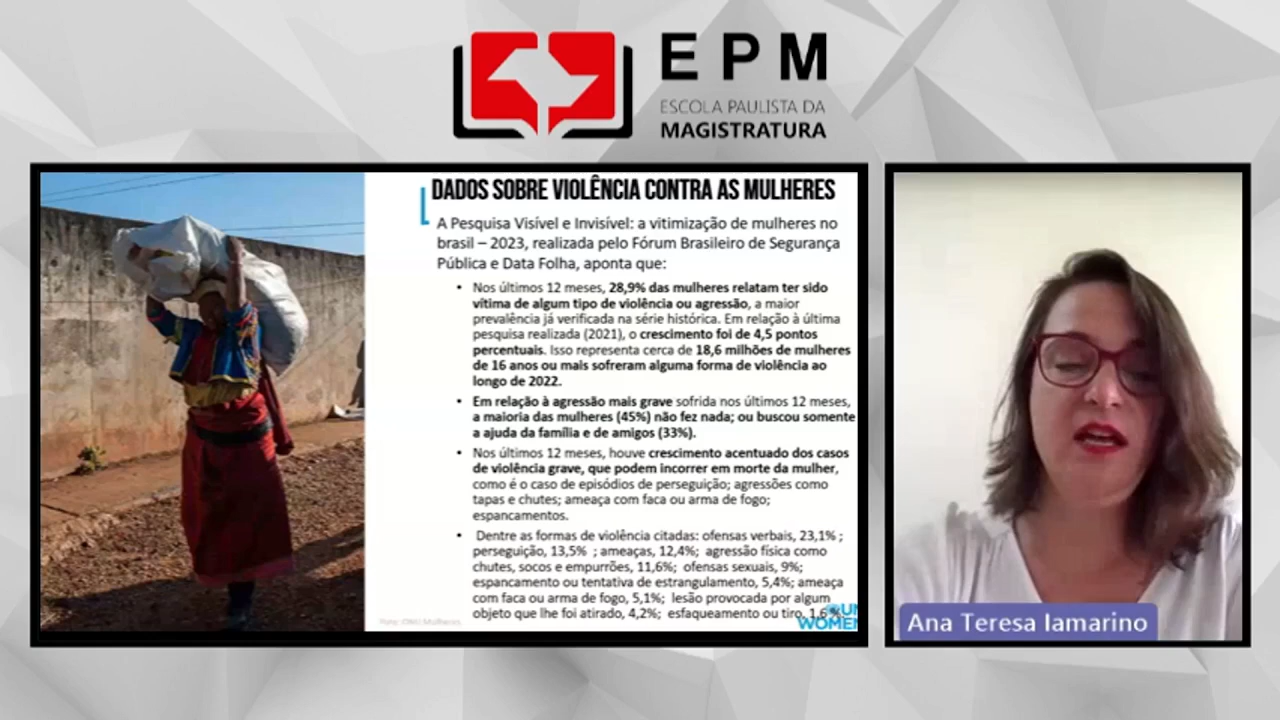 EPM
ESCOLA PAULISTA DA
MAGISTRATURA
DADOS SOBRE VIOLÊNCIA CONTRA AS MULHERES
A Pesquisa Visível e Invisível: a vitimização de mulheres no
brasil – 2023, realizada pelo Fórum Brasileiro de Segurança
Pública e Data Folha, aponta que:
• Nos últimos 12 meses, 28,9% das mulheres relatam ter sido
vítima de algum tipo de violência ou agressão, a maior
prevalência já verificada na série histórica. Em relação à última
pesquisa realizada (2021), o crescimento foi de 4,5 pontos
percentuais. Isso representa cerca de 18,6 milhões de mulheres
de 16 anos ou mais sofreram alguma forma de violência ao
longo de 2022.
• Em relação à agressão mais grave sofrida nos últimos 12 meses,
a maioria das mulheres (45%) não fez nada; ou buscou somente
a ajuda da família e de amigos (33%).
• Nos últimos 12 meses, houve crescimento acentuado dos casos
de violência grave, que podem incorrer em morte da mulher,
como é o caso de episódios de perseguição; agressões como
tapas e chutes; ameaça com faca ou arma de fogo;
espancamentos.
• Dentre as formas de violência citadas: ofensas verbais, 23,1% ;
perseguição, 13,5% ; ameaças, 12,4%; agressão física como
chutes, socos e empurrões, 11,6%; ofensas sexuais, 9%;
espancamento ou tentativa de estrangulamento, 5,4%; ameaça
com faca ou arma de fogo, 5,1%; lesão provocada por algum
objeto que lhe foi atirado, 4,2%; esfaqueamento ou tiro, 1,6%.
Foto: ONU Mulheres
UN
WOMEN
Ana Teresa Iamarino